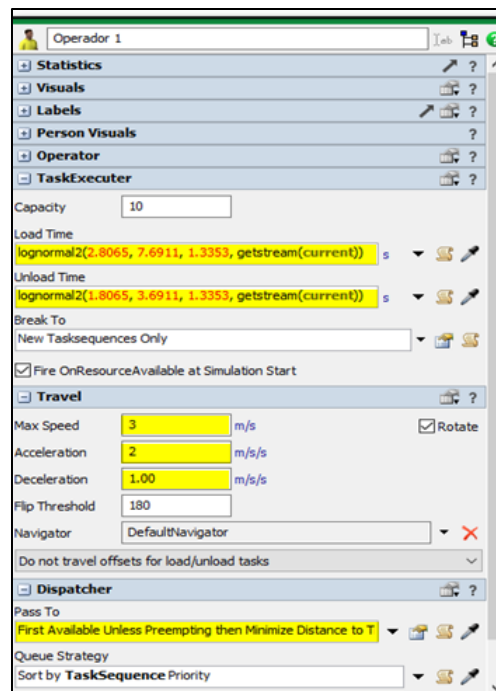 Operador 1
Statistics ?
Visuals ?
Labels ?
Person Visuals ?
Operator ?
TaskExecuter ?
Capacity 10
Load Time
lognormal2(2.8065, 7.6911, 1.3353, getstream(current)) s
Unload Time
lognormal2(1.8065, 3.6911, 1.3353, getstream(current)) s
Break To
New Tasksequences Only
Fire OnResourceAvailable at Simulation Start
Travel ?
Max Speed 3 m/s Rotate
Acceleration 2 m/s/s
Deceleration 1.00 m/s/s
Flip Threshold 180
Navigator DefaultNavigator
Do not travel offsets for load/unload tasks
Dispatcher ?
Pass To
First Available Unless Preempting then Minimize Distance to T
Queue Strategy
Sort by TaskSequence Priority